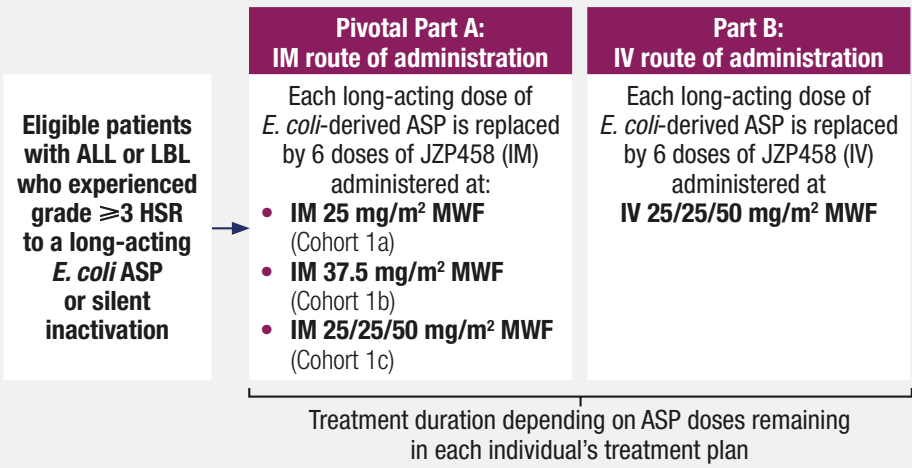 Eligible patients
with ALL or LBL
who experienced
grade ⩾3 HSR
to a long-acting
E. coli ASP
or silent
inactivation
Pivotal Part A:
IM route of administration
Each long-acting dose of
E. coli-derived ASP is replaced
by 6 doses of JZP458 (IM)
administered at:
• IM 25 mg/m² MWF
(Cohort 1a)
• IM 37.5 mg/m² MWF
(Cohort 1b)
• IM 25/25/50 mg/m² MWF
(Cohort 1c)
Part B:
IV route of administration
Each long-acting dose of
E. coli-derived ASP is replaced
by 6 doses of JZP458 (IV)
administered at
IV 25/25/50 mg/m² MWF
Treatment duration depending on ASP doses remaining
in each individual’s treatment plan